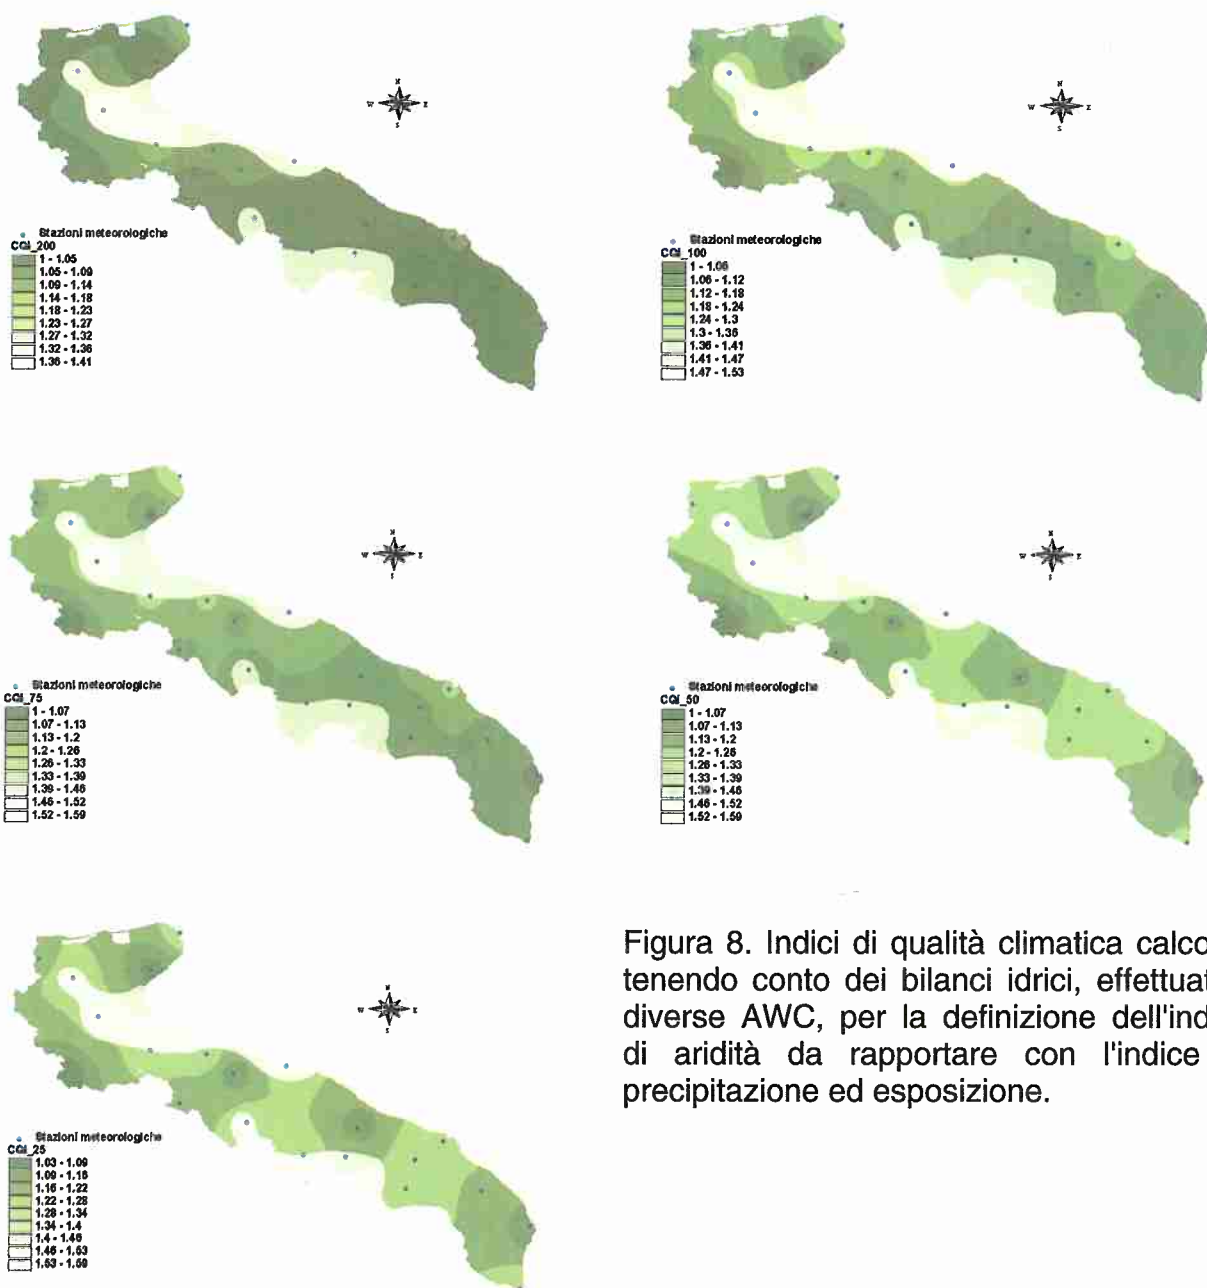 N
W E
S
Stazioni meteorologiche
CQI_200
1 - 1.05
1.05 - 1.09
1.09 - 1.14
1.14 - 1.18
1.18 - 1.23
1.23 - 1.27
1.27 - 1.32
1.32 - 1.36
1.36 - 1.41
N
W E
S
Stazioni meteorologiche
CQI_100
1 - 1.06
1.06 - 1.12
1.12 - 1.18
1.18 - 1.24
1.24 - 1.3
1.3 - 1.36
1.36 - 1.41
1.41 - 1.47
1.47 - 1.53
N
W E
S
Stazioni meteorologiche
CQI_75
1 - 1.07
1.07 - 1.13
1.13 - 1.2
1.2 - 1.26
1.26 - 1.33
1.33 - 1.39
1.39 - 1.46
1.46 - 1.52
1.52 - 1.59
N
W E
S
Stazioni meteorologiche
CQI_50
1 - 1.07
1.07 - 1.13
1.13 - 1.2
1.2 - 1.26
1.26 - 1.33
1.33 - 1.39
1.39 - 1.46
1.46 - 1.52
1.52 - 1.59
N
W E
S
Stazioni meteorologiche
CQI_25
1.03 - 1.09
1.09 - 1.16
1.16 - 1.22
1.22 - 1.28
1.28 - 1.34
1.34 - 1.4
1.4 - 1.46
1.46 - 1.53
1.53 - 1.59
Figura 8. Indici di qualità climatica calco
tenendo conto dei bilanci idrici, effettuat
diverse AWC, per la definizione dell'ind
di aridità da rapportare con l'indice
precipitazione ed esposizione.